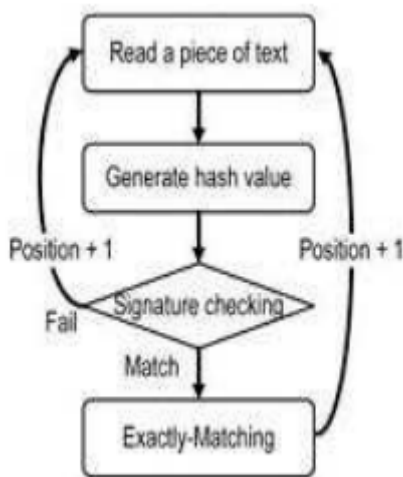 Read a piece of text
Generate hash value
Position + 1
Position + 1
Signature checking
Fail
Match
Exactly-Matching